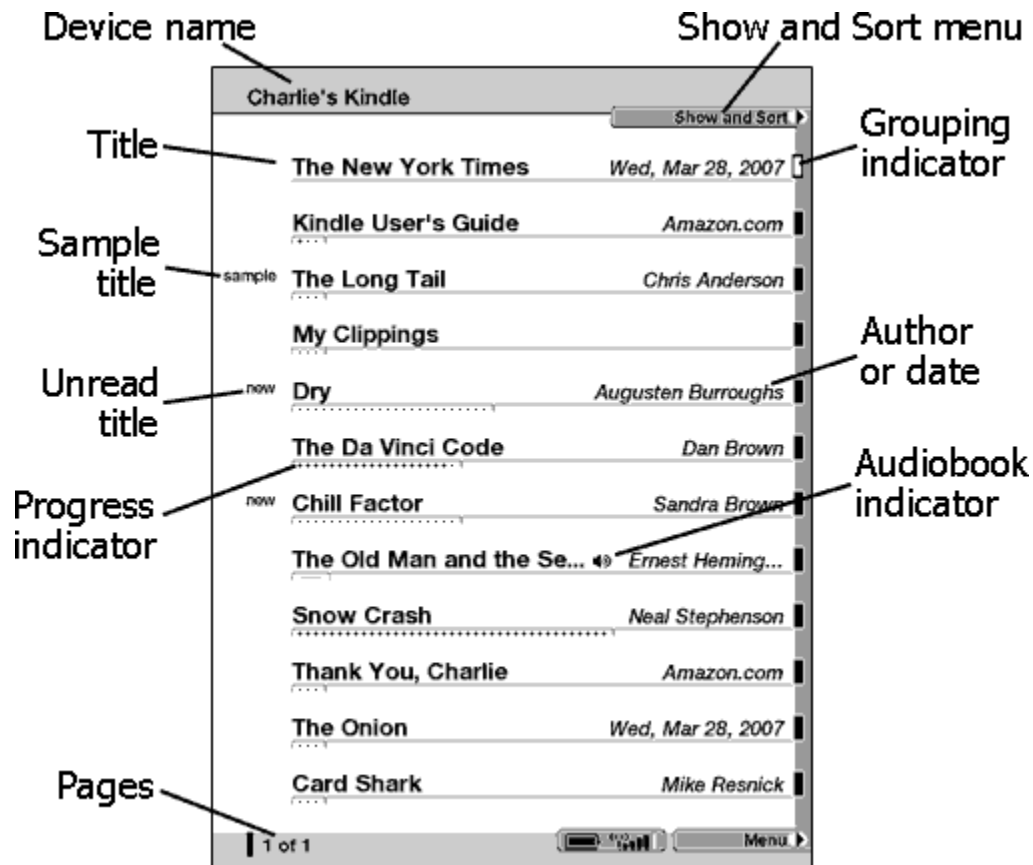 Device name
Show and Sort menu
Charlie's Kindle
Show and Sort
Title
The New York Times Wed, Mar 28, 2007
Grouping
indicator
Kindle User's Guide Amazon.com
Sample
title
sample The Long Tail Chris Anderson
My Clippings
Author
or date
Unread
title
new Dry Augusten Burroughs
The Da Vinci Code Dan Brown
Audiobook
indicator
Progress
indicator
new Chill Factor Sandra Brown
The Old Man and the Se... Ernest Heming...
Snow Crash Neal Stephenson
Thank You, Charlie Amazon.com
The Onion Wed, Mar 28, 2007
Card Shark Mike Resnick
Pages
1 of 1
Menu